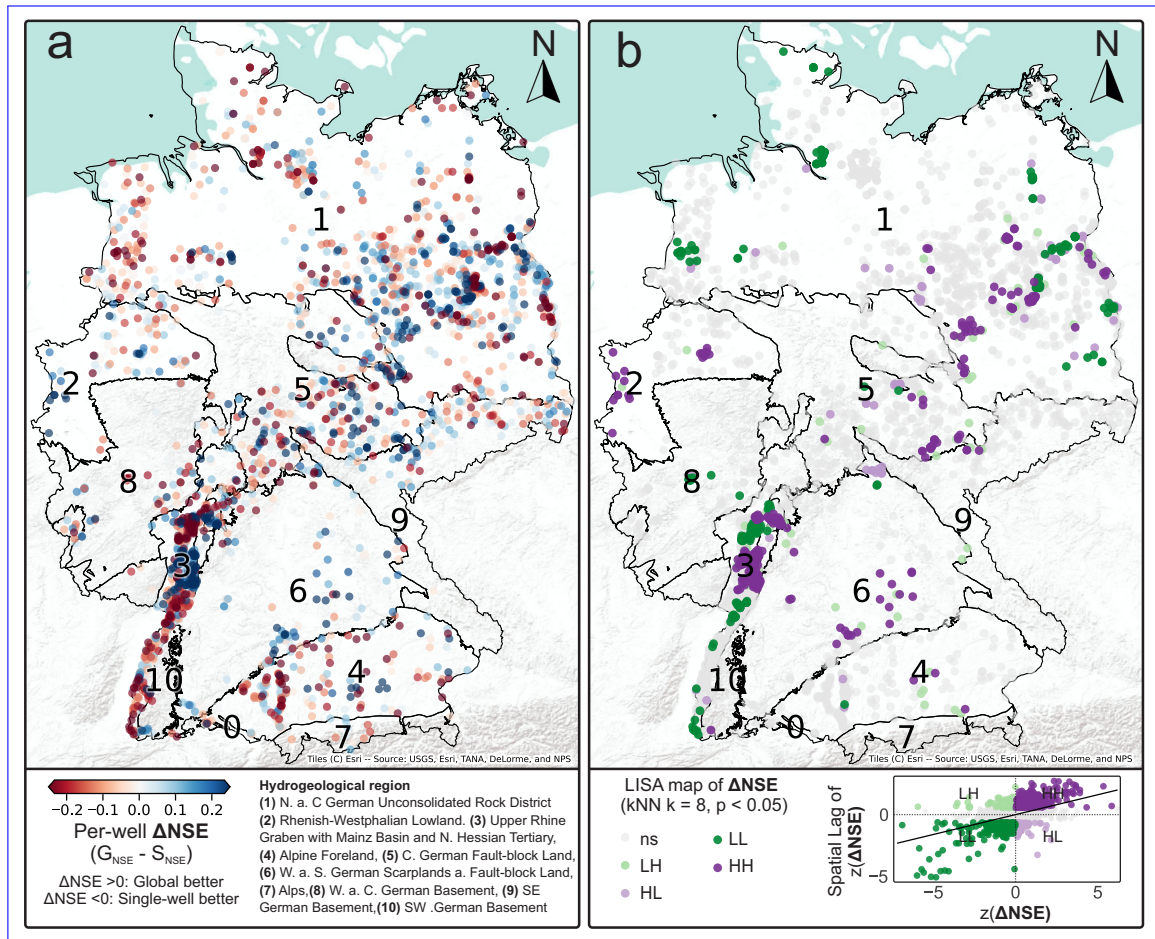 a
N
1
2
5
8
9
3
6
4
10
0
7
Tiles (C) Esri -- Source: USGS, Esri, TANA, DeLorme, and NPS
−0.2 −0.1 0.0 0.1 0.2
Per-well ΔNSE
(G_NSE - S_NSE)
ΔNSE >0: Global better
ΔNSE <0: Single-well better
Hydrogeological region
(1) N. a. C German Unconsolidated Rock District
(2) Rhenish-Westphalian Lowland. (3) Upper Rhine
Graben with Mainz Basin and N. Hessian Tertiary,
(4) Alpine Foreland, (5) C. German Fault-block Land,
(6) W. a. S. German Scarplands a. Fault-block Land,
(7) Alps,(8) W. a. C. German Basement, (9) SE
German Basement,(10) SW .German Basement
b
N
1
2
5
8
9
3
6
4
10
0
7
Tiles (C) Esri -- Source: USGS, Esri, TANA, DeLorme, and NPS
LISA map of ΔNSE
(kNN k = 8, p < 0.05)
ns
LL
LH
HH
HL
Spatial Lag of
z(ΔNSE)
0
−5
LH
HH
LL
HL
−5 0 5
z(ΔNSE)